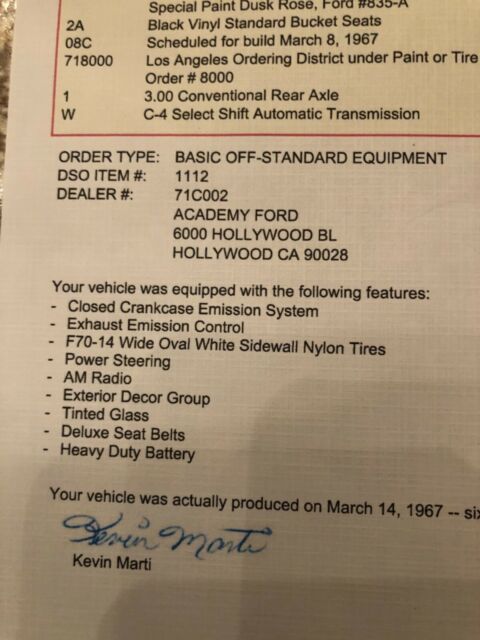 Special Paint Dusk Rose, Ford #835-A
2A Black Vinyl Standard Bucket Seats
08C Scheduled for build March 8, 1967
718000 Los Angeles Ordering District under Paint or Tire
Order # 8000
1 3.00 Conventional Rear Axle
W C-4 Select Shift Automatic Transmission
ORDER TYPE: BASIC OFF-STANDARD EQUIPMENT
DSO ITEM #: 1112
DEALER #: 71C002
ACADEMY FORD
6000 HOLLYWOOD BL
HOLLYWOOD CA 90028
Your vehicle was equipped with the following features:
- Closed Crankcase Emission System
- Exhaust Emission Control
- F70-14 Wide Oval White Sidewall Nylon Tires
- Power Steering
- AM Radio
- Exterior Decor Group
- Tinted Glass
- Deluxe Seat Belts
- Heavy Duty Battery
Your vehicle was actually produced on March 14, 1967 -- six
Kevin Marti
Kevin Marti